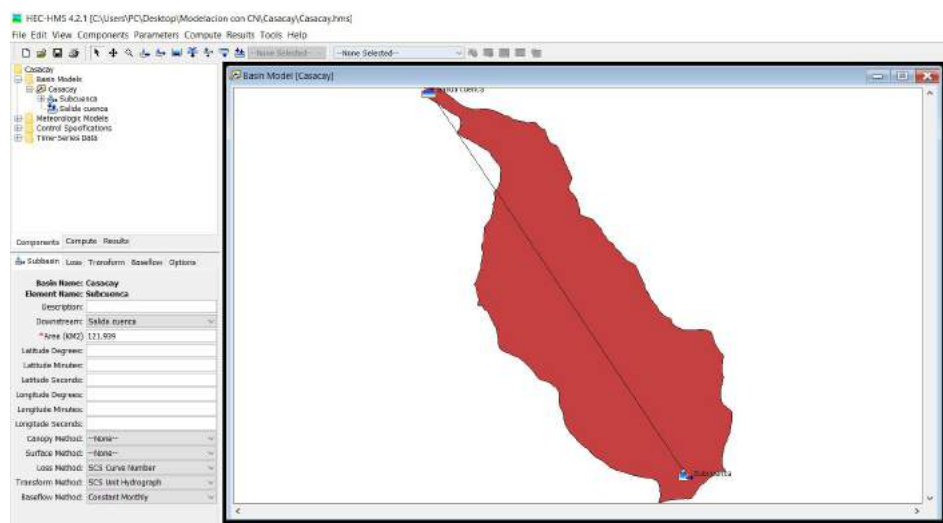 HEC-HMS 4.2.1 [C:\Users\PC\Desktop\Modelacion con CN\Casacay\Casacay.hms]
File Edit View Components Parameters Compute Results Tools Help
--None Selected-- --None Selected--
Casacay
Basin Models
Casacay
Subcuenca
Salida cuenca
Meteorologic Models
Control Specifications
Time-Series Data
Components Compute Results
Subbasin Loss Transform Baseflow Options
Basin Name: Casacay
Element Name: Subcuenca
Description:
Downstream: Salida cuenca
*Area (KM2) 121.939
Latitude Degrees:
Latitude Minutes:
Latitude Seconds:
Longitude Degrees:
Longitude Minutes:
Longitude Seconds:
Canopy Method: --None--
Surface Method: --None--
Loss Method: SCS Curve Number
Transform Method: SCS Unit Hydrograph
Baseflow Method: Constant Monthly
Basin Model [Casacay]
Salida cuenca
Subcuenca